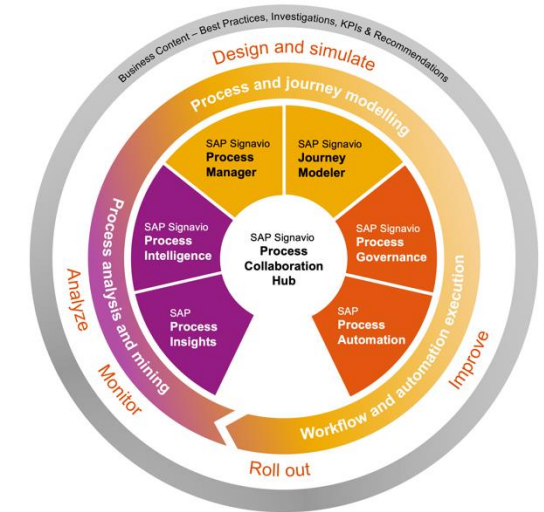 Business Content – Best Practices, Investigations, KPIs & Recommendations
Design and simulate
Process and journey modelling
SAP Signavio
Process
Manager
SAP Signavio
Journey
Modeler
SAP Signavio
Process
Intelligence
SAP Signavio
Process
Collaboration
Hub
SAP Signavio
Process
Governance
SAP
Process
Insights
SAP
Process
Automation
Process analysis and mining
Workflow and automation execution
Analyze
Monitor
Improve
Roll out